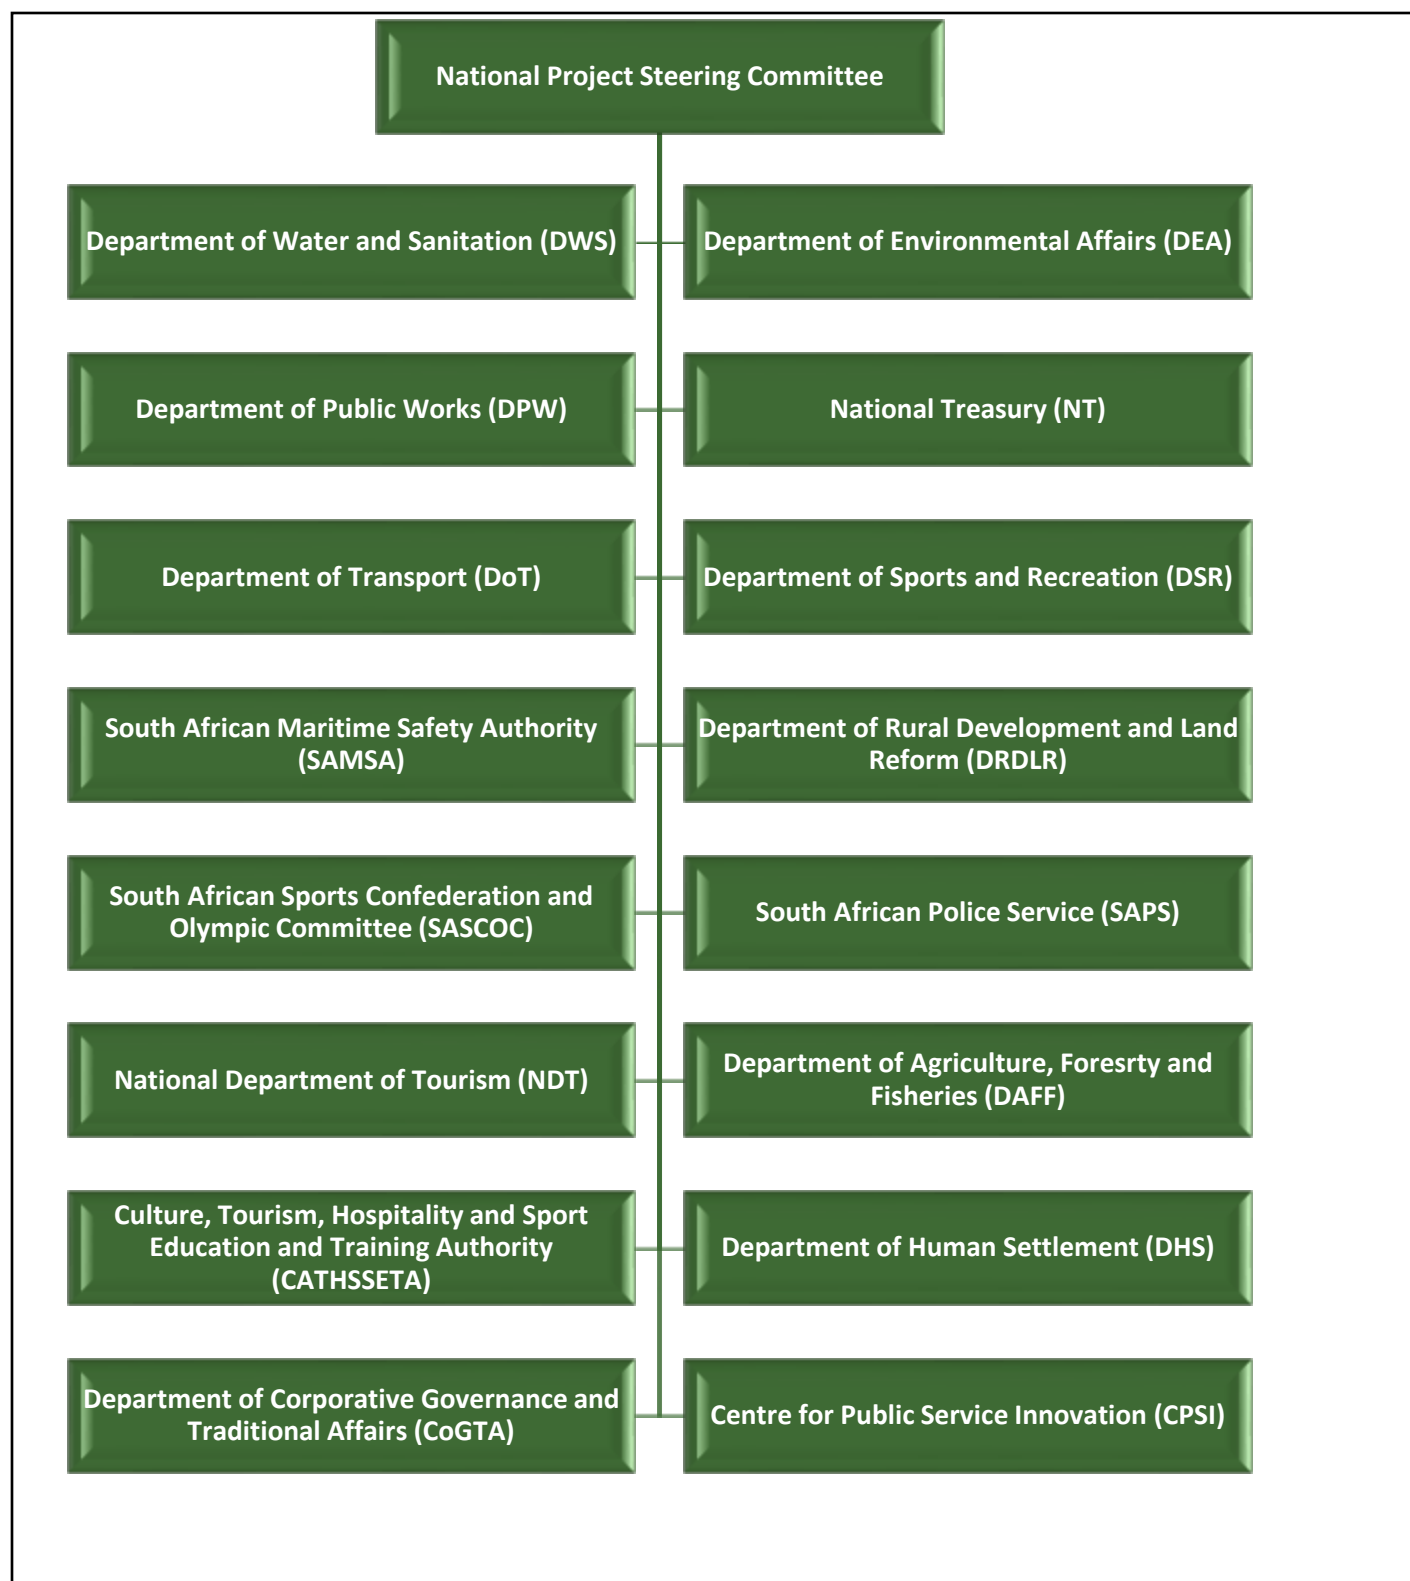 National Project Steering Committee
Department of Water and Sanitation (DWS)
Department of Environmental Affairs (DEA)
Department of Public Works (DPW)
National Treasury (NT)
Department of Transport (DoT)
Department of Sports and Recreation (DSR)
South African Maritime Safety Authority
(SAMSA)
Department of Rural Development and Land
Reform (DRDLR)
South African Sports Confederation and
Olympic Committee (SASCOC)
South African Police Service (SAPS)
National Department of Tourism (NDT)
Department of Agriculture, Foresrty and
Fisheries (DAFF)
Culture, Tourism, Hospitality and Sport
Education and Training Authority
(CATHSSETA)
Department of Human Settlement (DHS)
Department of Corporative Governance and
Traditional Affairs (CoGTA)
Centre for Public Service Innovation (CPSI)